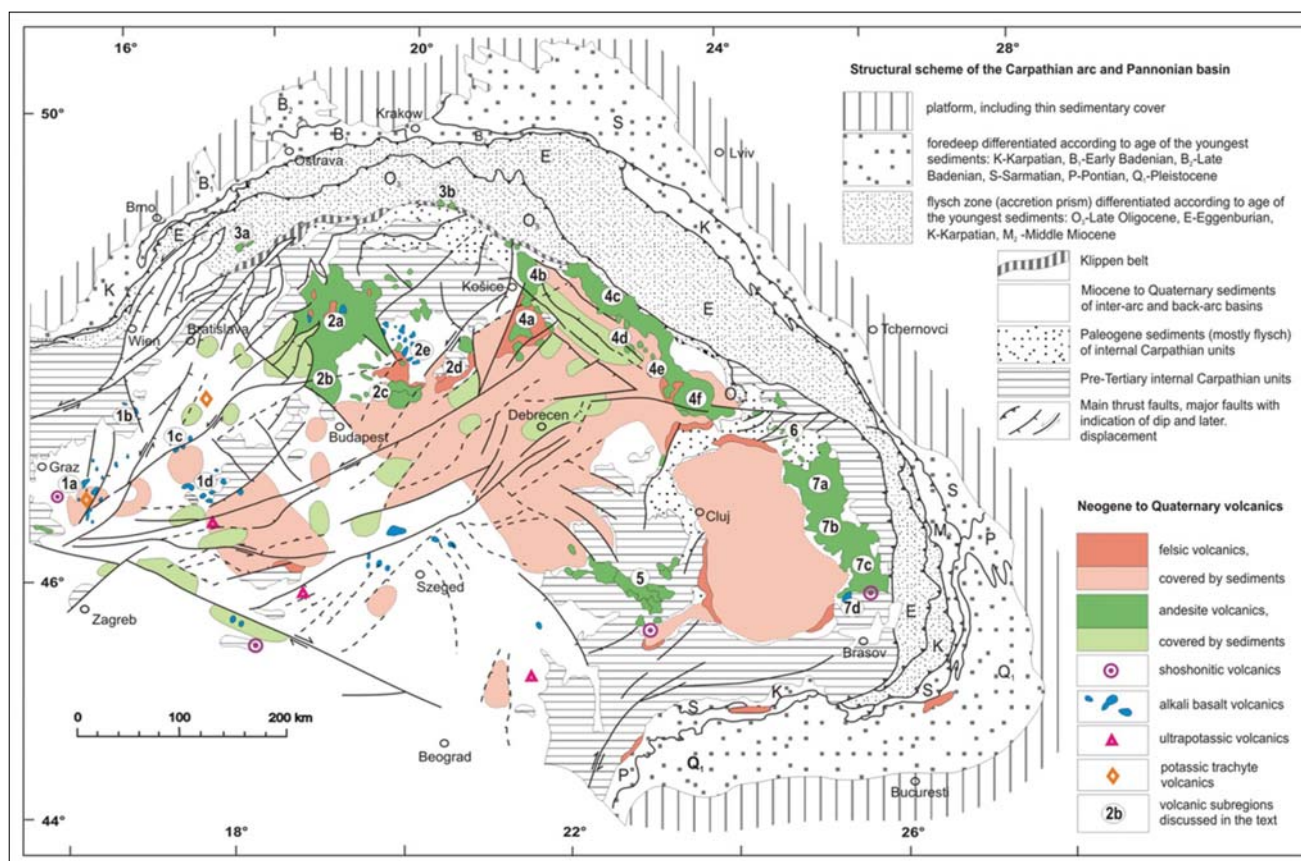 16°
20°
24°
28°
50°
46°
44°
18°
22°
26°
Structural scheme of the Carpathian arc and Pannonian basin
platform, including thin sedimentary cover
foredeep differentiated according to age of the youngest
sediments: K-Karpatian, B₁-Early Badenian, B₂-Late
Badenian, S-Sarmatian, P-Pontian, Q₁-Pleistocene
flysch zone (accretion prism) differentiated according to age of
the youngest sediments: O₃-Late Oligocene, E-Eggenburian,
K-Karpatian, M₂ -Middle Miocene
Klippen belt
Miocene to Quaternary sediments
of inter-arc and back-arc basins
Paleogene sediments (mostly flysch)
of internal Carpathian units
Pre-Tertiary internal Carpathian units
Main thrust faults, major faults with
indication of dip and later.
displacement
Neogene to Quaternary volcanics
felsic volcanics,
covered by sediments
andesite volcanics,
covered by sediments
shoshonitic volcanics
alkali basalt volcanics
ultrapotassic volcanics
potassic trachyte
volcanics
2b
volcanic subregions
discussed in the text
B₂
Krakow
B
B₁
S
Lviv
Ostrava
E
B₁
O₃
3b
Brno
K
3a
E
O₃
K
Košice
4b
4c
E
Tchernovci
Wien
Bratislava
2a
4a
2e
4d
2d
4e
2b
2c
4f
O
1b
Budapest
Debrecen
6
1c
Graz
1a
1d
7a
S
Cluj
7b
M₂
P
7c
5
Szeged
7d
E
Zagreb
Brasov
K
Q₁
K
S
S
0
100
200 km
Beograd
P
Q₁
Bucuresti